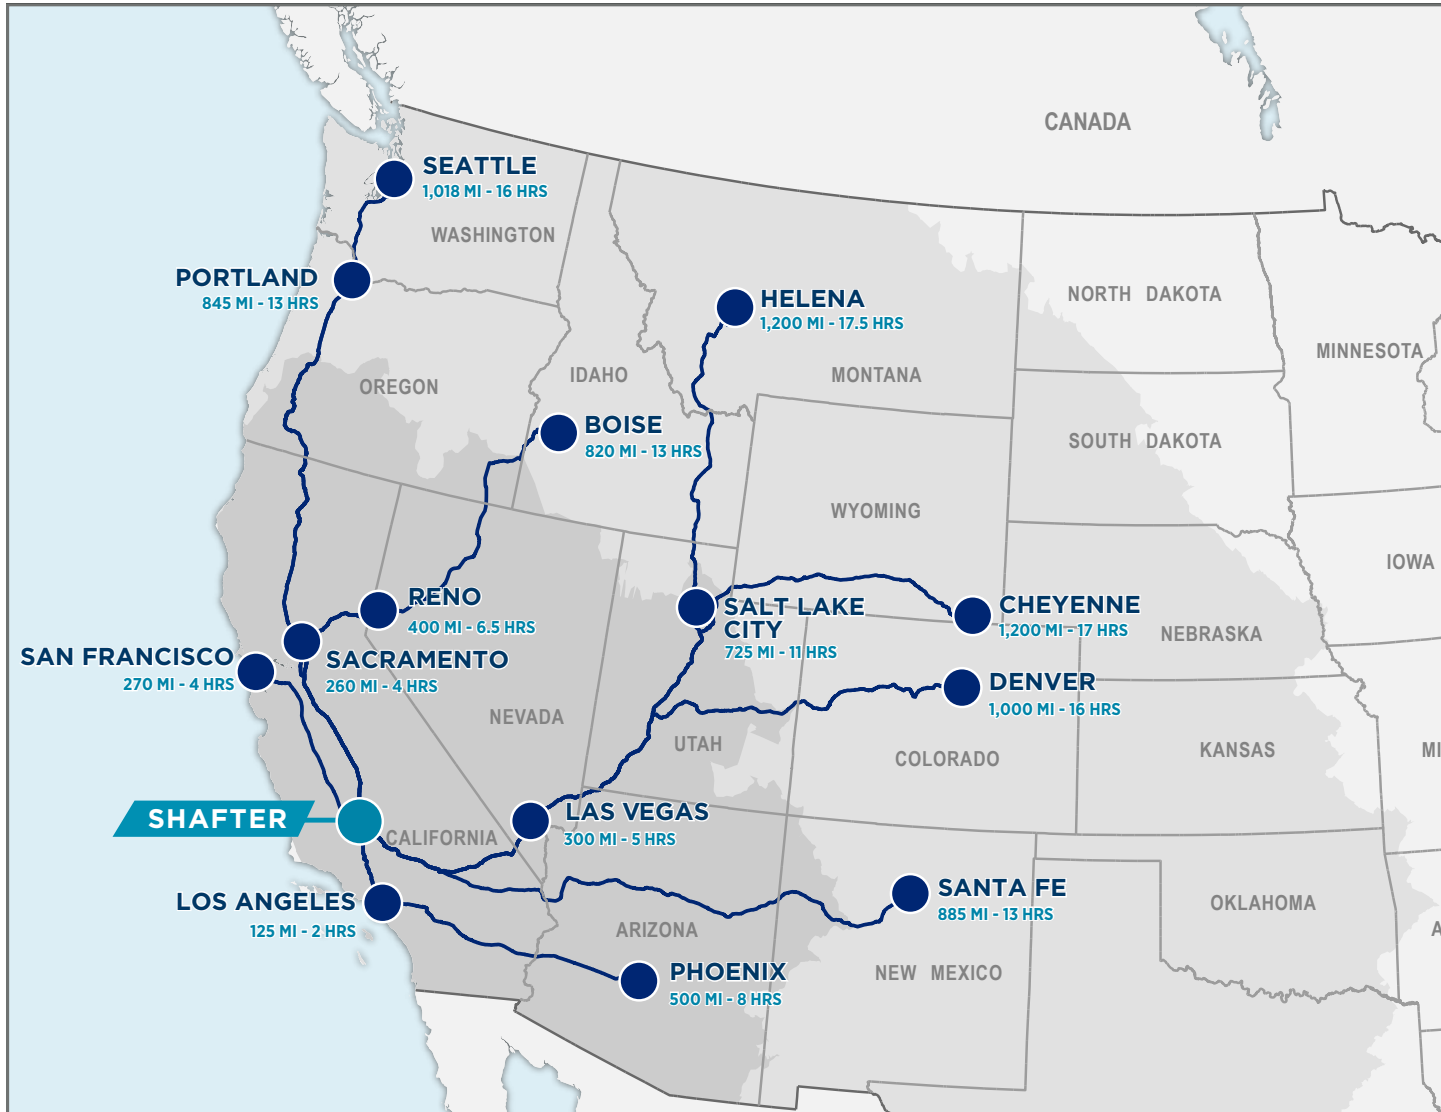 CANADA
SEATTLE
1,018 MI - 16 HRS
WASHINGTON
PORTLAND
845 MI - 13 HRS
HELENA
1,200 MI - 17.5 HRS
NORTH DAKOTA
MINNESOTA
OREGON
IDAHO
MONTANA
BOISE
820 MI - 13 HRS
SOUTH DAKOTA
WYOMING
IOWA
RENO
400 MI - 6.5 HRS
SALT LAKE
CITY
725 MI - 11 HRS
CHEYENNE
1,200 MI - 17 HRS
NEBRASKA
SAN FRANCISCO
270 MI - 4 HRS
SACRAMENTO
260 MI - 4 HRS
DENVER
1,000 MI - 16 HRS
NEVADA
UTAH
COLORADO
KANSAS
MI
SHAFTER
CALIFORNIA
LAS VEGAS
300 MI - 5 HRS
LOS ANGELES
125 MI - 2 HRS
SANTA FE
885 MI - 13 HRS
OKLAHOMA
ARIZONA
A
PHOENIX
500 MI - 8 HRS
NEW MEXICO